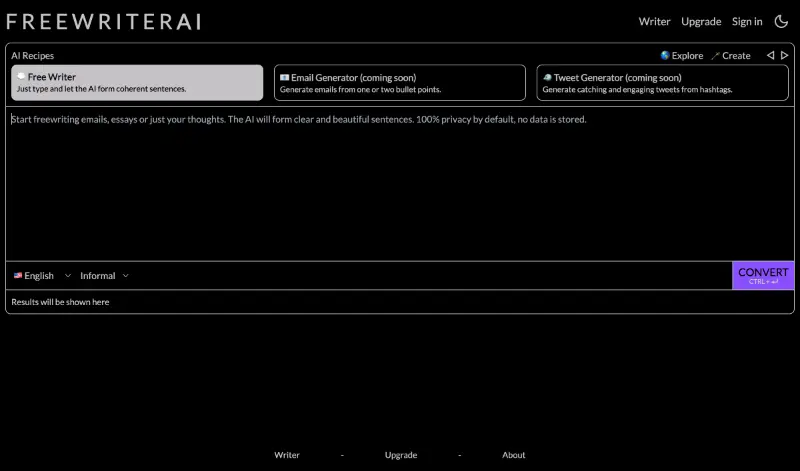 FREEWRITERAI
Writer Upgrade Sign in
AI Recipes
Explore Create
Free Writer
Just type and let the AI form coherent sentences.
Email Generator (coming soon)
Generate emails from one or two bullet points.
Tweet Generator (coming soon)
Generate catching and engaging tweets from hashtags.
Start freewriting emails, essays or just your thoughts. The AI will form clear and beautiful sentences. 100% privacy by default, no data is stored.
English Informal
CONVERT
CTRL + ↵
Results will be shown here
Writer - Upgrade - About